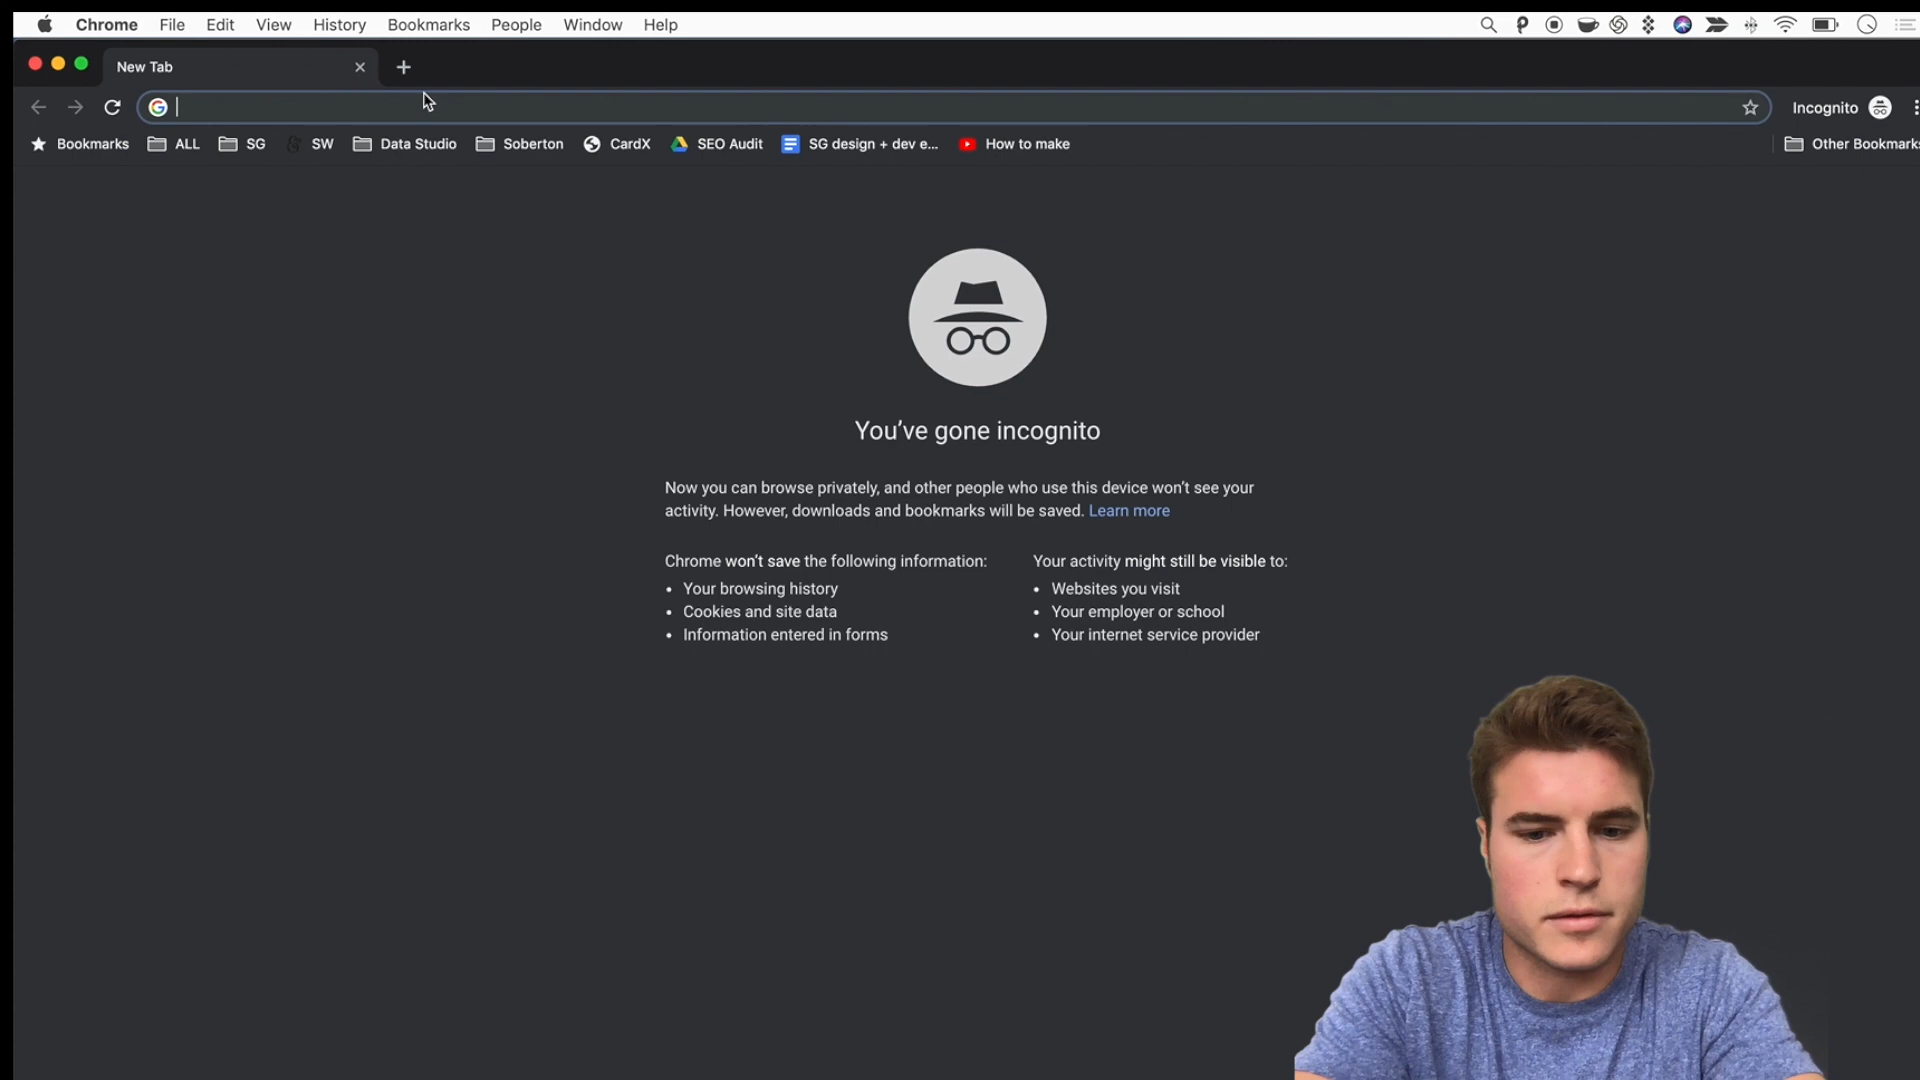 Chrome File Edit View History Bookmarks People Window Help
New Tab
Incognito
Bookmarks ALL SG SW Data Studio Soberton CardX SEO Audit SG design + dev e... How to make Other Bookmarks
You’ve gone incognito
Now you can browse privately, and other people who use this device won’t see your
activity. However, downloads and bookmarks will be saved. Learn more
Chrome won’t save the following information:
• Your browsing history
• Cookies and site data
• Information entered in forms
Your activity might still be visible to:
• Websites you visit
• Your employer or school
• Your internet service provider